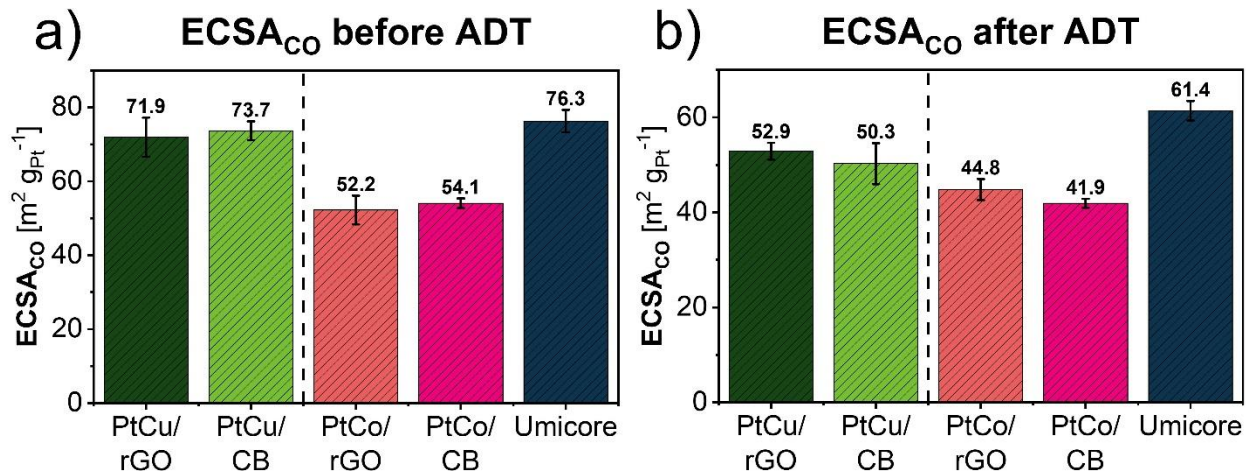 a) ECSA_CO before ADT
ECSA_CO [m² g_Pt⁻¹]
80
60
40
20
0
71.9
73.7
52.2
54.1
76.3
PtCu/ PtCu/ PtCo/ PtCo/ Umicore
rGO CB rGO CB
b) ECSA_CO after ADT
ECSA_CO [m² g_Pt⁻¹]
60
40
20
0
52.9
50.3
44.8
41.9
61.4
PtCu/ PtCu/ PtCo/ PtCo/ Umicore
rGO CB rGO CB